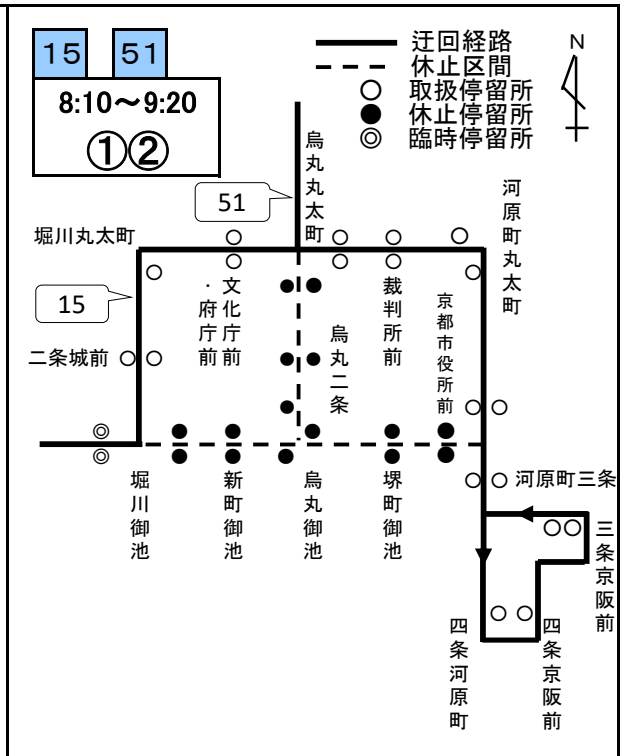 15 51
8:10～9:20
①②
迂回経路
休止区間
取扱停留所
休止停留所
臨時停留所
N
烏丸丸太町
51
河原町丸太町
堀川丸太町
15
文化庁前
・府庁前
裁判所前
京都市役所前
烏丸二条
二条城前
堀川御池
新町御池
烏丸御池
堺町御池
河原町三条
三条京阪前
四条河原町
四条京阪前